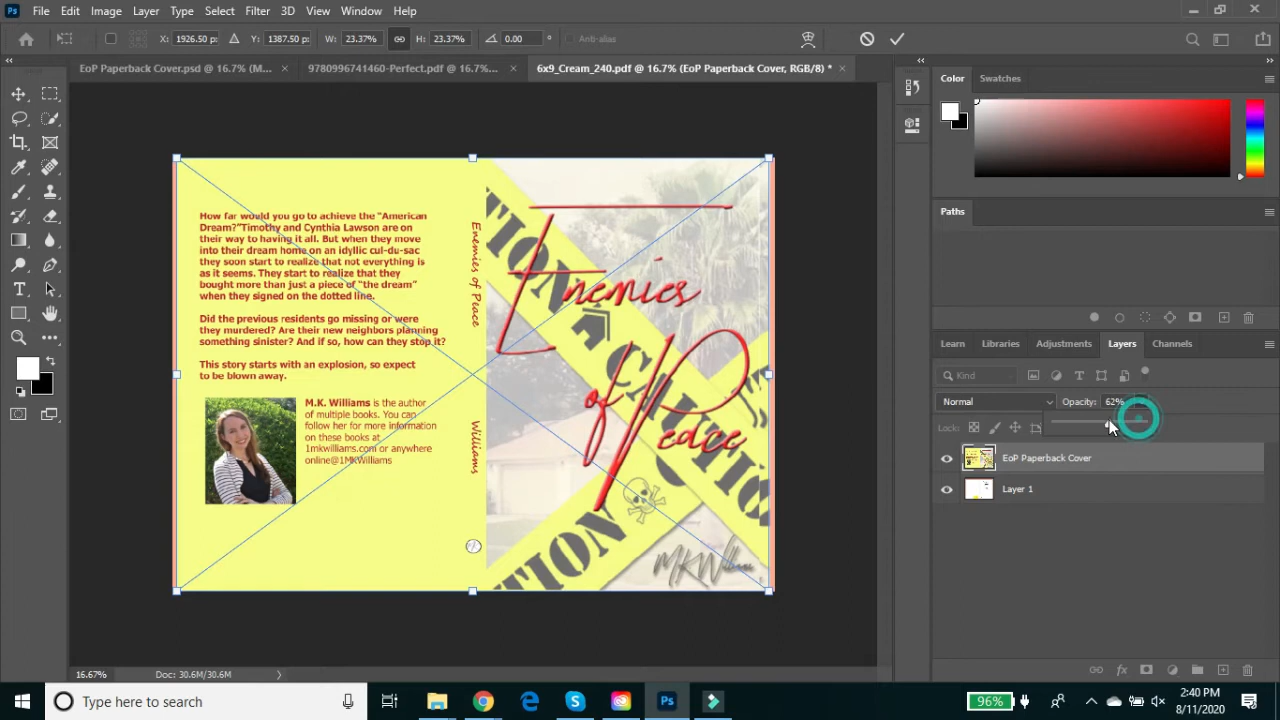 Ps File Edit Image Layer Type Select Filter 3D View Window Help
X: 1926.50 p: Y: 1387.50 p: W: 23.37% H: 23.37% 0.00 ° Anti-alias
EoP Paperback Cover.psd @ 16.7% (M... × 9780996741460-Perfect.pdf @ 16.7%... × 6x9_Cream_240.pdf @ 16.7% (EoP Paperback Cover, RGB/8) * ×
Color Swatches
Paths
Learn Libraries Adjustments Layers Channels
Kind
Normal Opacity: 62%
Lock:
EoP Paperback Cover
Layer 1
How far would you go to achieve the "American
Dream?"Timothy and Cynthia Lawson are on
their way to having it all. But when they move
into their dream home on an idyllic cul-du-sac
they soon start to realize that not everything is
as it seems. They start to realize that they
bought more than just a piece of "the dream"
when they signed on the dotted line.
Did the previous residents go missing or were
they murdered? Are their new neighbors planning
something sinister? And if so, how can they stop it?
This story starts with an explosion, so expect
to be blown away.
M.K. Williams is the author
of multiple books. You can
follow her for more information
on these books at
1mkwilliams.com or anywhere
online@1MKWilliams
Enemies of Peace
Williams
TION
CAUTIO
Enemies
of Peace
TION
MKWilliams
16.67% Doc: 30.6M/30.6M
Type here to search
Ps
96%
2:40 PM
8/11/2020